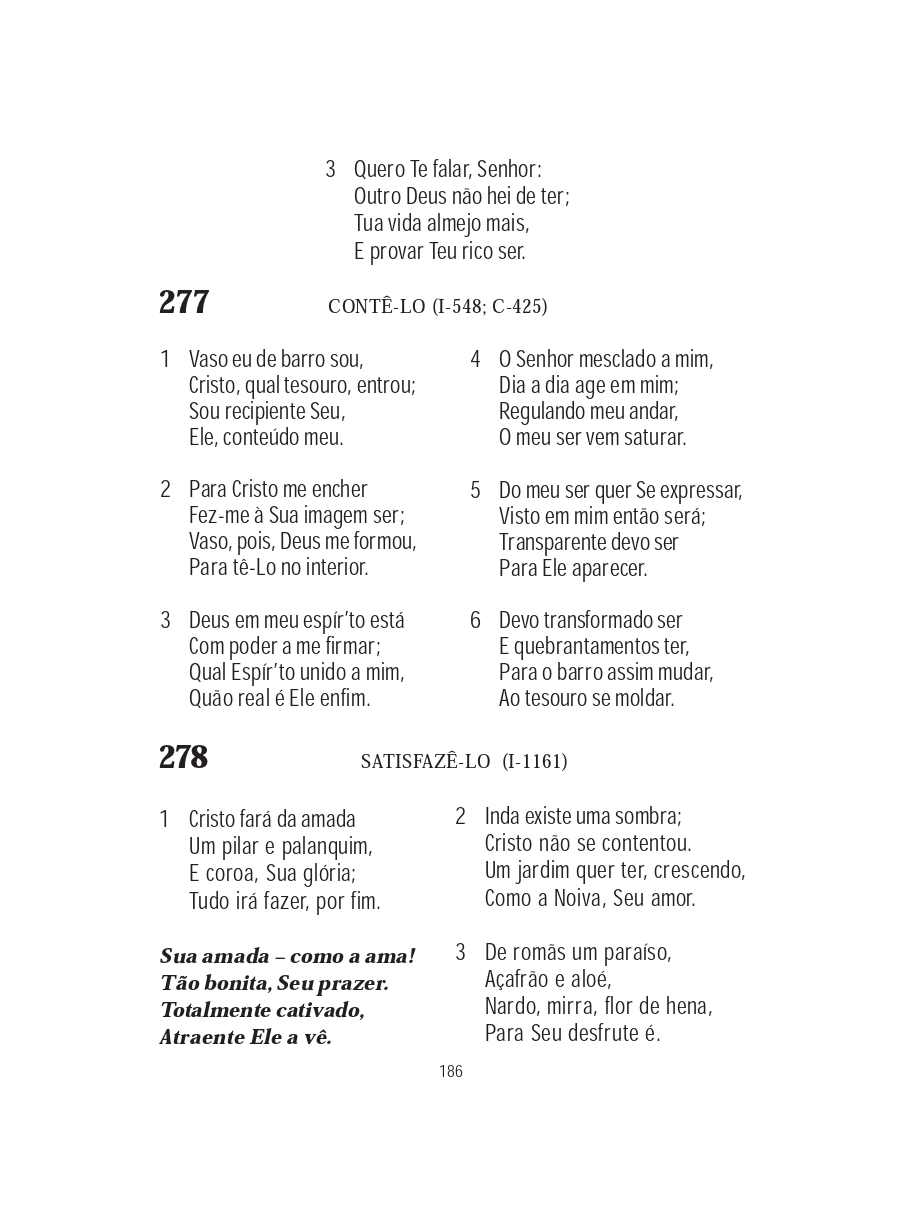 3 Quero Te falar, Senhor:
Outro Deus não hei de ter;
Tua vida almejo mais,
E provar Teu rico ser.
277 CONTÊ-LO (I-548; C-425)
1 Vaso eu de barro sou,
Cristo, qual tesouro, entrou;
Sou recipiente Seu,
Ele, conteúdo meu.
2 Para Cristo me encher
Fez-me à Sua imagem ser;
Vaso, pois, Deus me formou,
Para tê-Lo no interior.
3 Deus em meu espír’to está
Com poder a me firmar;
Qual Espír’to unido a mim,
Quão real é Ele enfim.
4 O Senhor mesclado a mim,
Dia a dia age em mim;
Regulando meu andar,
O meu ser vem saturar.
5 Do meu ser quer Se expressar,
Visto em mim então será;
Transparente devo ser
Para Ele aparecer.
6 Devo transformado ser
E quebrantamentos ter,
Para o barro assim mudar,
Ao tesouro se moldar.
278 SATISFAZÊ-LO (I-1161)
1 Cristo fará da amada
Um pilar e palanquim,
E coroa, Sua glória;
Tudo irá fazer, por fim.
Sua amada – como a ama!
Tão bonita, Seu prazer.
Totalmente cativado,
Atraente Ele a vê.
2 Inda existe uma sombra;
Cristo não se contentou.
Um jardim quer ter, crescendo,
Como a Noiva, Seu amor.
3 De romãs um paraíso,
Açafrão e aloé,
Nardo, mirra, flor de hena,
Para Seu desfrute é.
186